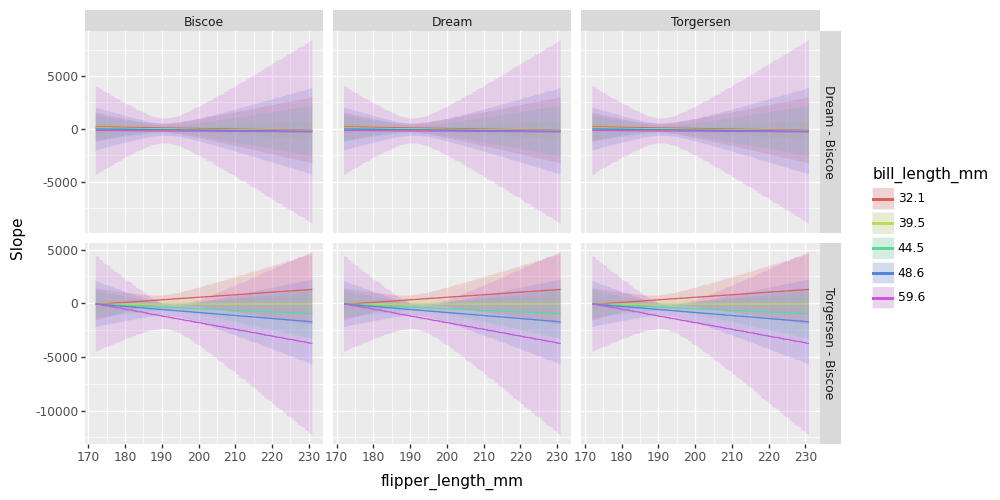 Biscoe Dream Torgersen
5000
0
-5000
Dream - Biscoe
5000
0
-5000
-10000
Torgersen - Biscoe
Slope
170 180 190 200 210 220 230 170 180 190 200 210 220 230 170 180 190 200 210 220 230
flipper_length_mm
bill_length_mm
32.1
39.5
44.5
48.6
59.6